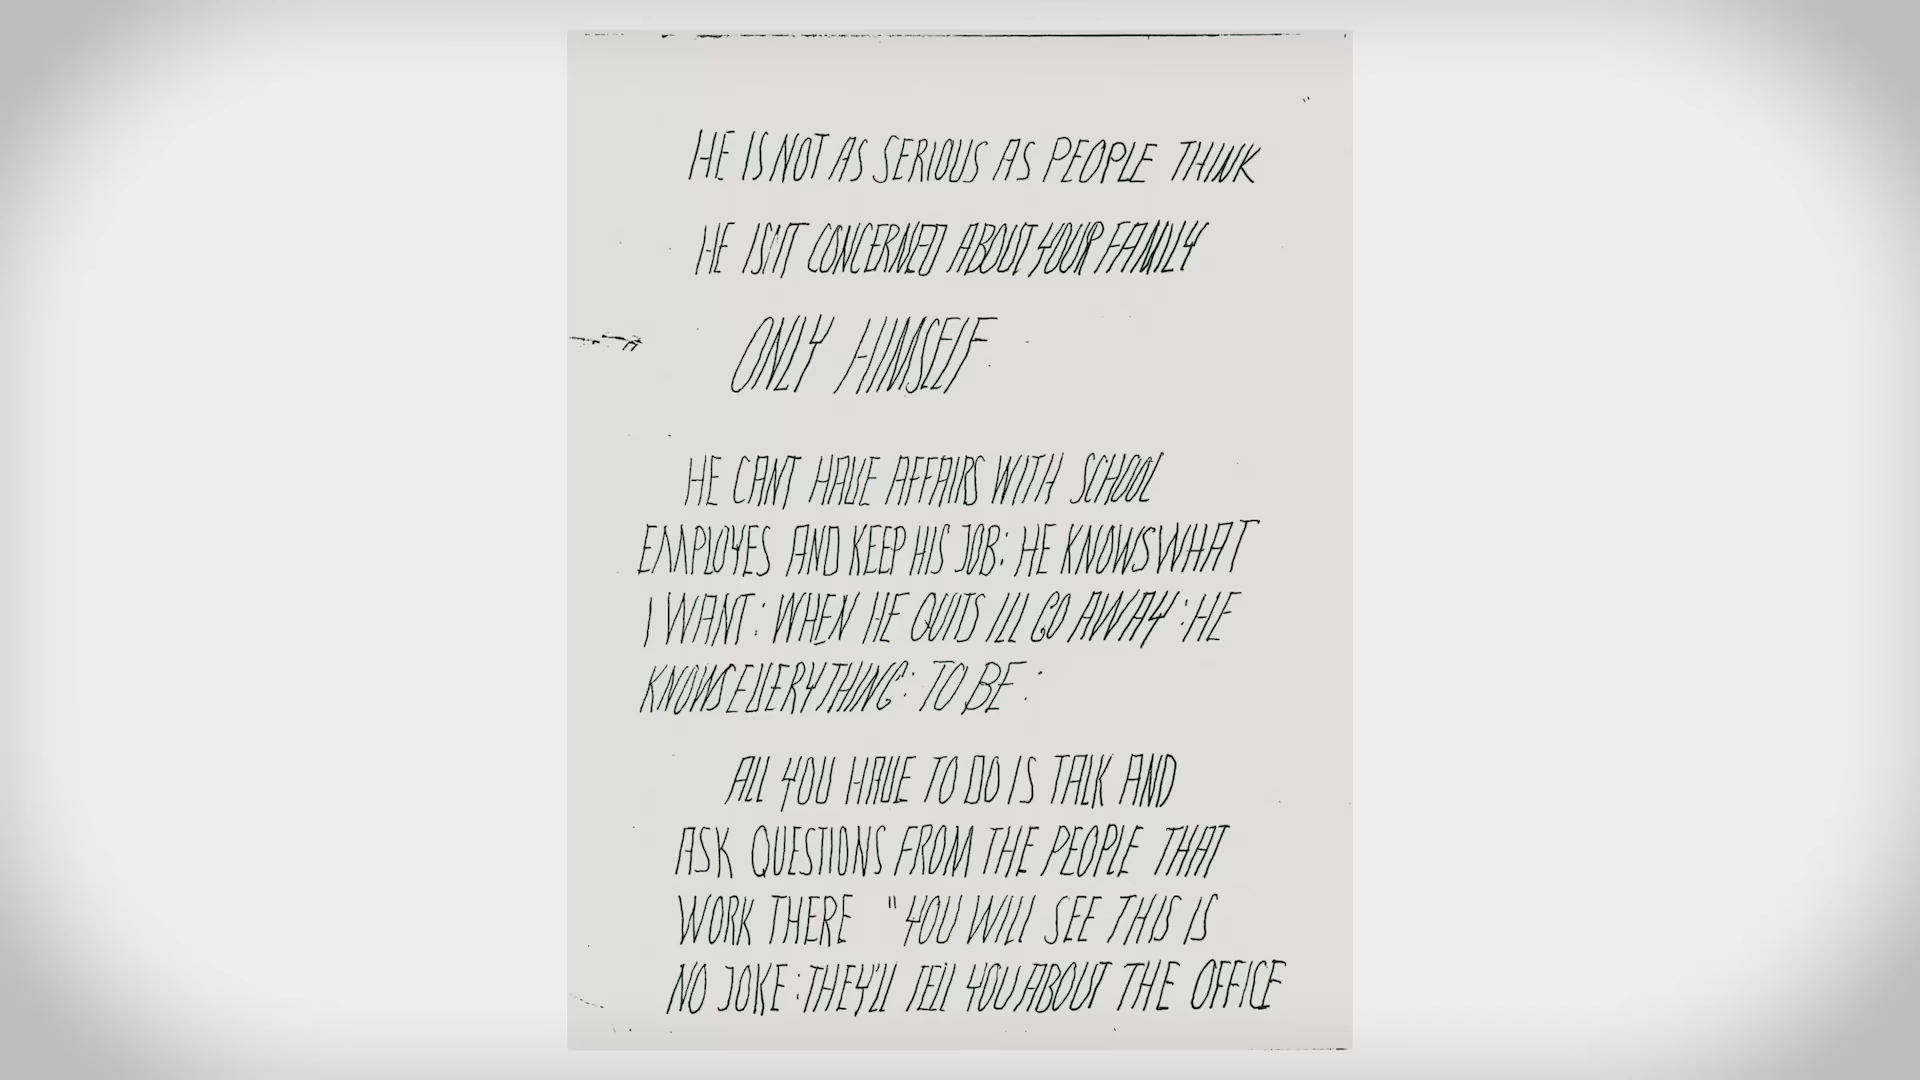 HE IS NOT AS SERIOUS AS PEOPLE THINK
HE ISN'T CONCERNED ABOUT YOUR FAMILY
ONLY HIMSELF.
HE CANT HAVE AFFAIRS WITH SCHOOL
EMPLOYES AND KEEP HIS JOB: HE KNOWS WHAT
I WANT: WHEN HE QUITS ILL GO AWAY: HE
KNOWS EVERYTHING: TO BE:
ALL YOU HAVE TO DO IS TALK AND
ASK QUESTIONS FROM THE PEOPLE THAT
WORK THERE "YOU WILL SEE THIS IS
NO JOKE: THEY'LL TELL YOU ABOUT THE OFFICE